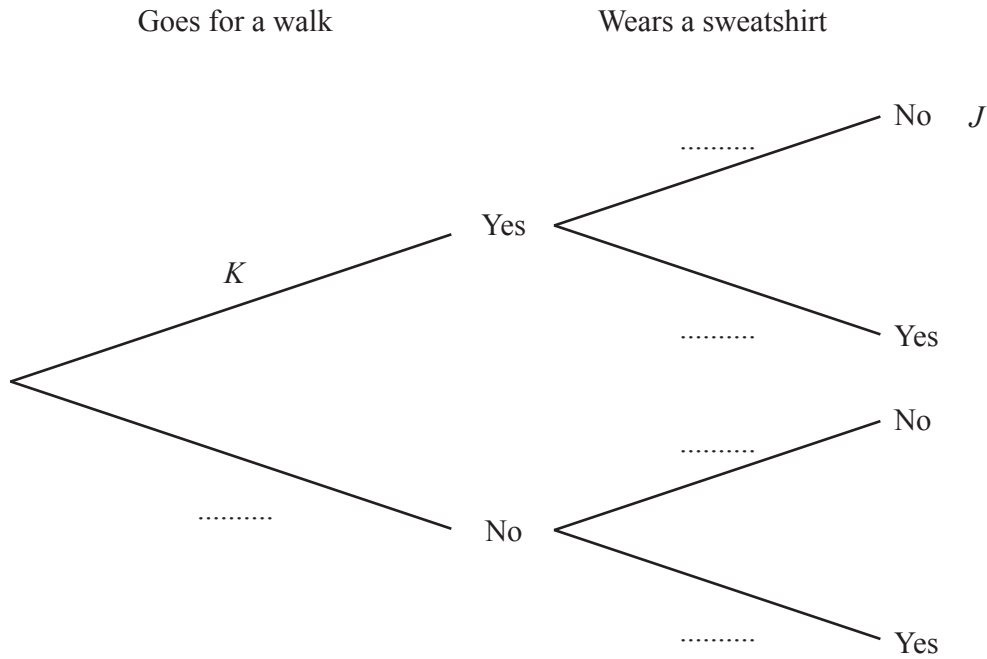 Goes for a walk Wears a sweatshirt
No J
..........
Yes
K
.......... Yes
No
..........
.......... No
.......... Yes